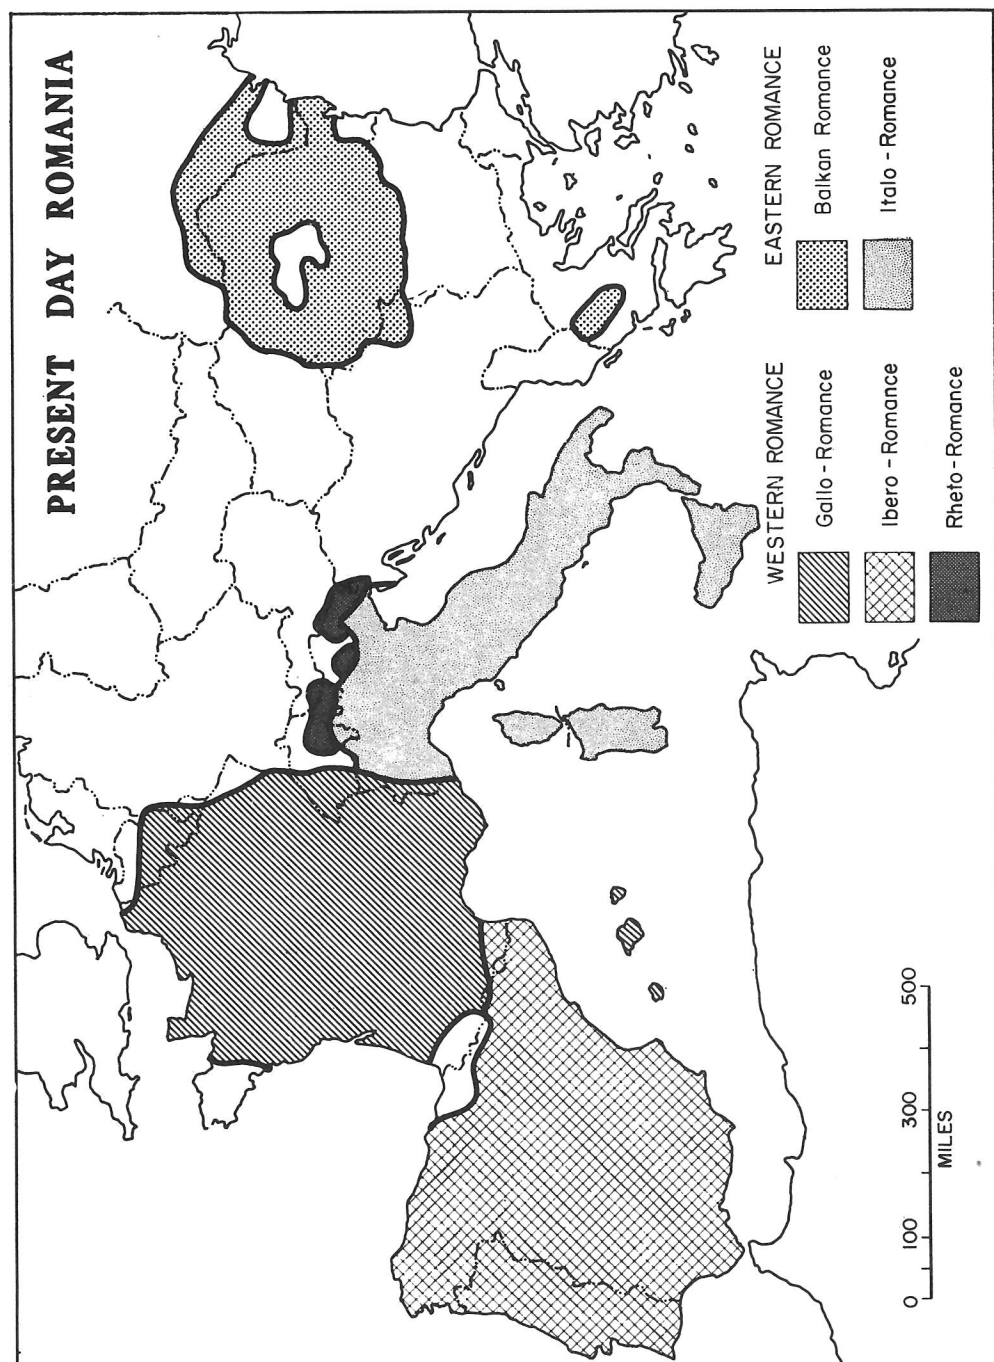 PRESENT DAY ROMANIA
WESTERN ROMANCE
Gallo - Romance
Ibero - Romance
Rheto - Romance
EASTERN ROMANCE
Balkan Romance
Italo - Romance
0 100 300 500
MILES